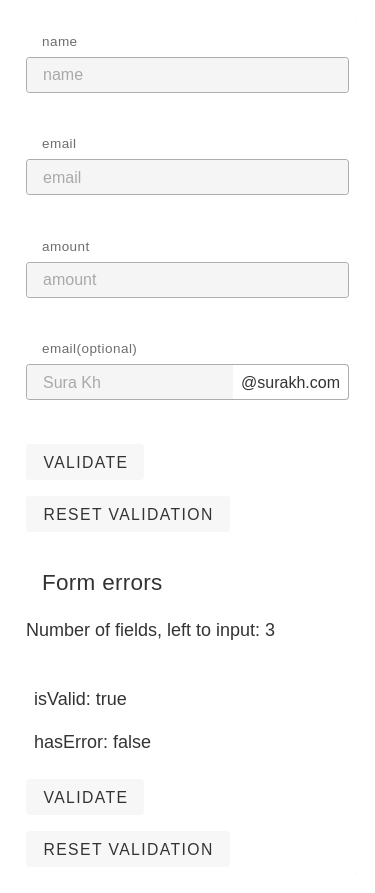 name
name
email
email
amount
amount
email(optional)
Sura Kh @surakh.com
VALIDATE
RESET VALIDATION
Form errors
Number of fields, left to input: 3
isValid: true
hasError: false
VALIDATE
RESET VALIDATION